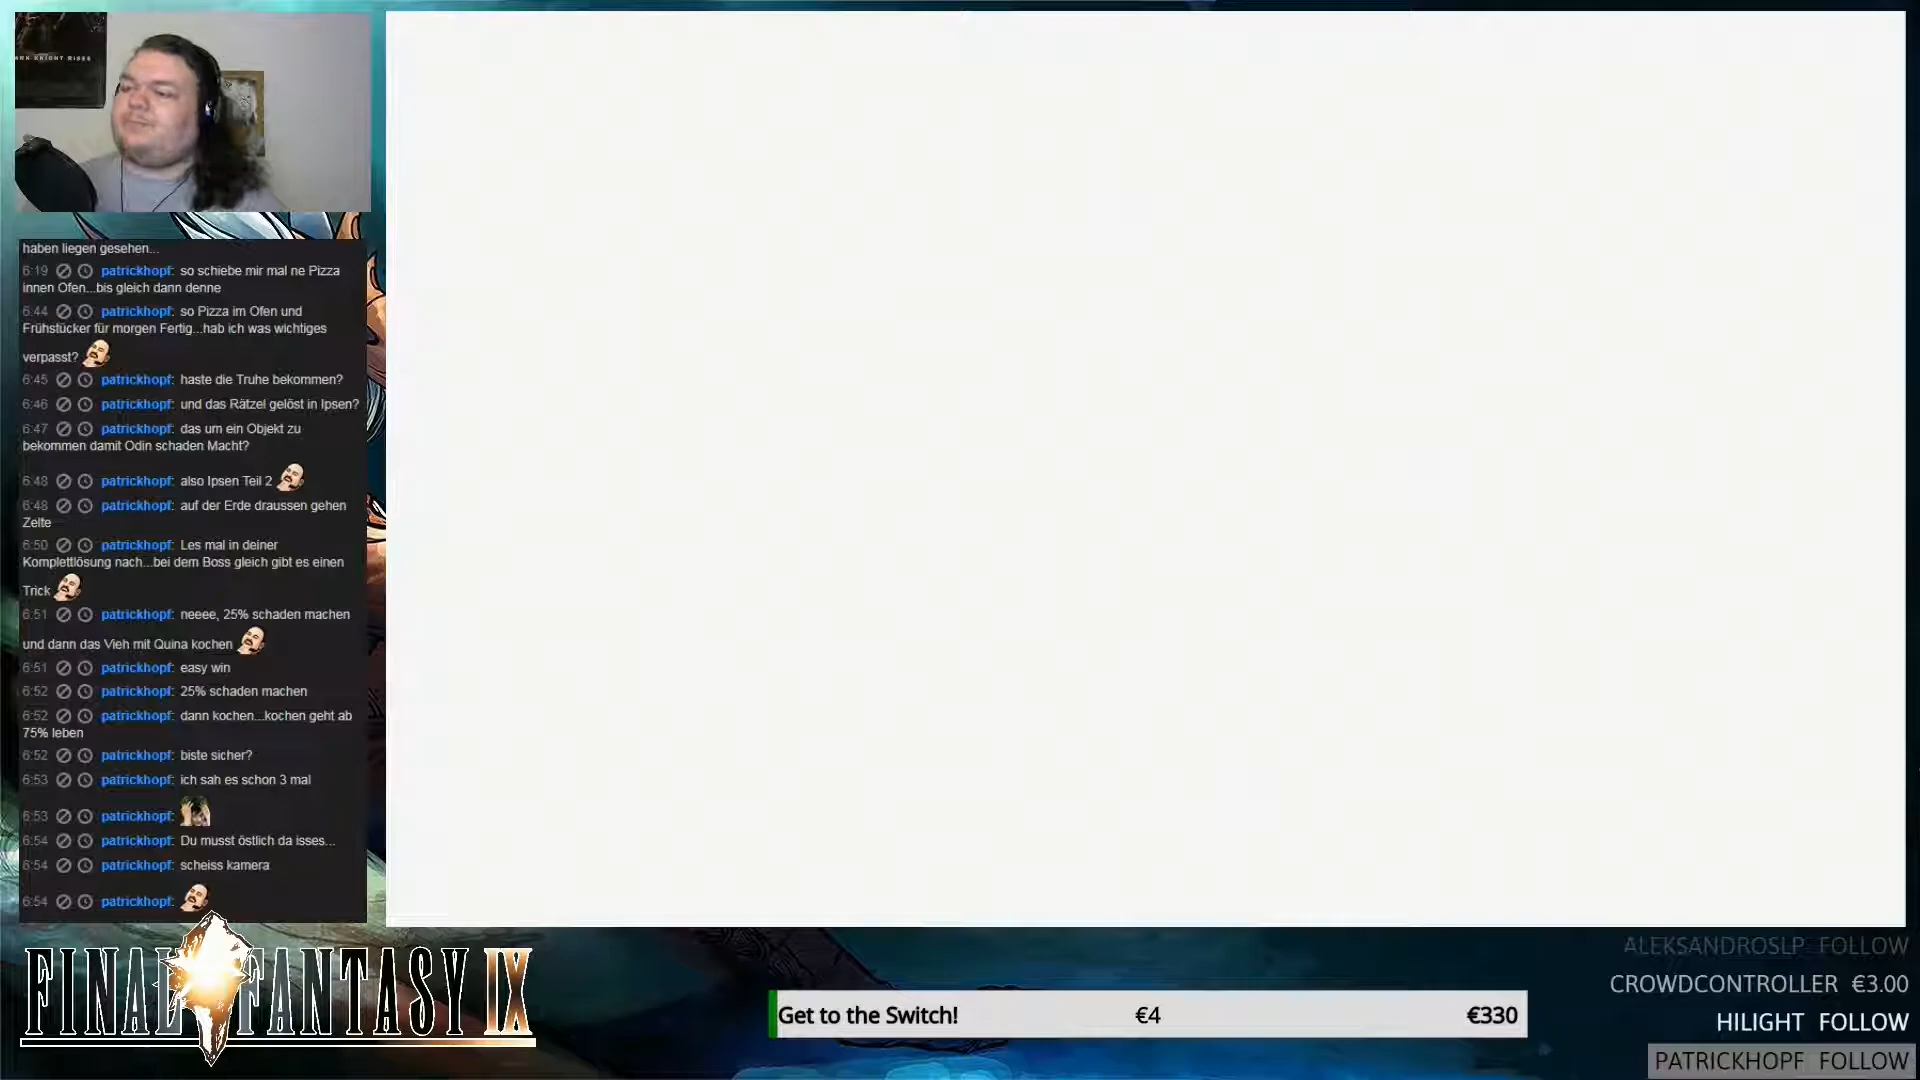 ARK KNIGHT RISES
haben liegen gesehen...
6:19 patrickhopf: so schiebe mir mal ne Pizza
innen Ofen...bis gleich dann denne
6:44 patrickhopf: so Pizza im Ofen und
Frühstücker für morgen Fertig...hab ich was wichtiges
verpasst?
6:45 patrickhopf: haste die Truhe bekommen?
6:46 patrickhopf: und das Rätzel gelöst in Ipsen?
6:47 patrickhopf: das um ein Objekt zu
bekommen damit Odin schaden Macht?
6:48 patrickhopf: also Ipsen Teil 2
6:48 patrickhopf: auf der Erde draussen gehen
Zelte
6:50 patrickhopf: Les mal in deiner
Komplettlösung nach...bei dem Boss gleich gibt es einen
Trick
6:51 patrickhopf: neeee, 25% schaden machen
und dann das Vieh mit Quina kochen
6:51 patrickhopf: easy win
6:52 patrickhopf: 25% schaden machen
6:52 patrickhopf: dann kochen...kochen geht ab
75% leben
6:52 patrickhopf: biste sicher?
6:53 patrickhopf: ich sah es schon 3 mal
6:53 patrickhopf:
6:54 patrickhopf: Du musst östlich da isses...
6:54 patrickhopf: scheiss kamera
6:54 patrickhopf:
FINAL FANTASY IX
Get to the Switch! €4 €330
ALEKSANDROSLP FOLLOW
CROWDCONTROLLER €3.00
HILIGHT FOLLOW
PATRICKHOPF FOLLOW